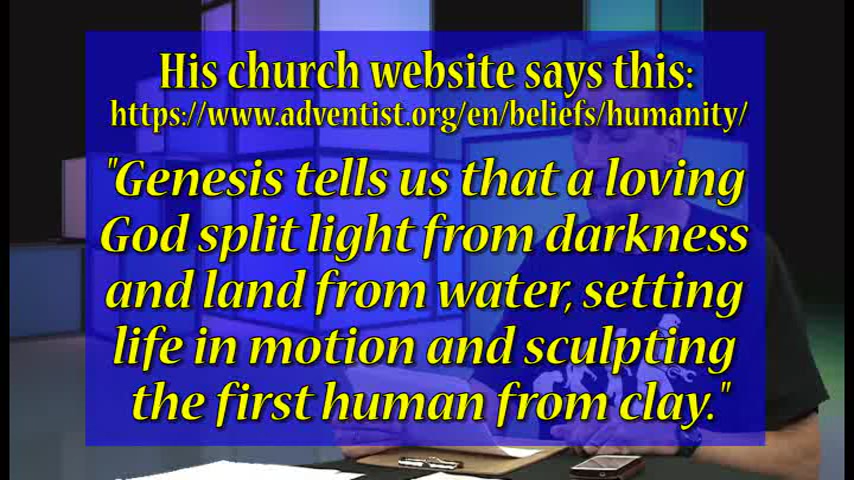 His church website says this:
https://www.adventist.org/en/beliefs/humanity/
"Genesis tells us that a loving
God split light from darkness
and land from water, setting
life in motion and sculpting
the first human from clay."